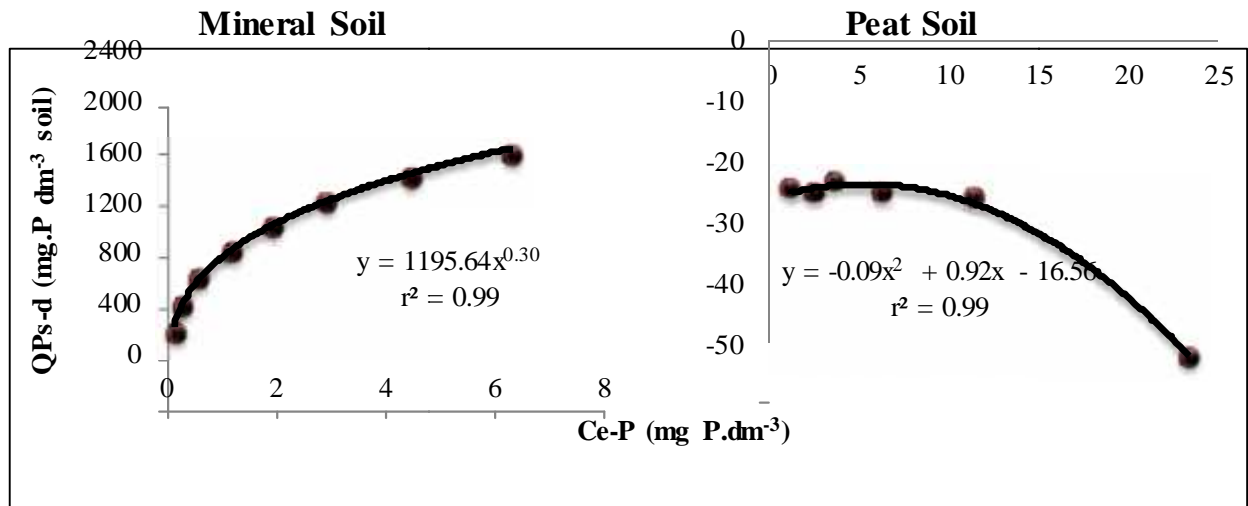 Mineral Soil
Peat Soil
QPs-d (mg.P dm⁻³ soil)
2400
2000
1600
1200
800
400
0
0 2 4 6 8
y = 1195.64x⁰·³⁰
r² = 0.99
0
-10
-20
-30
-40
-50
0 5 10 15 20 25
y = -0.09x² + 0.92x - 16.56
r² = 0.99
Ce-P (mg P.dm⁻³)